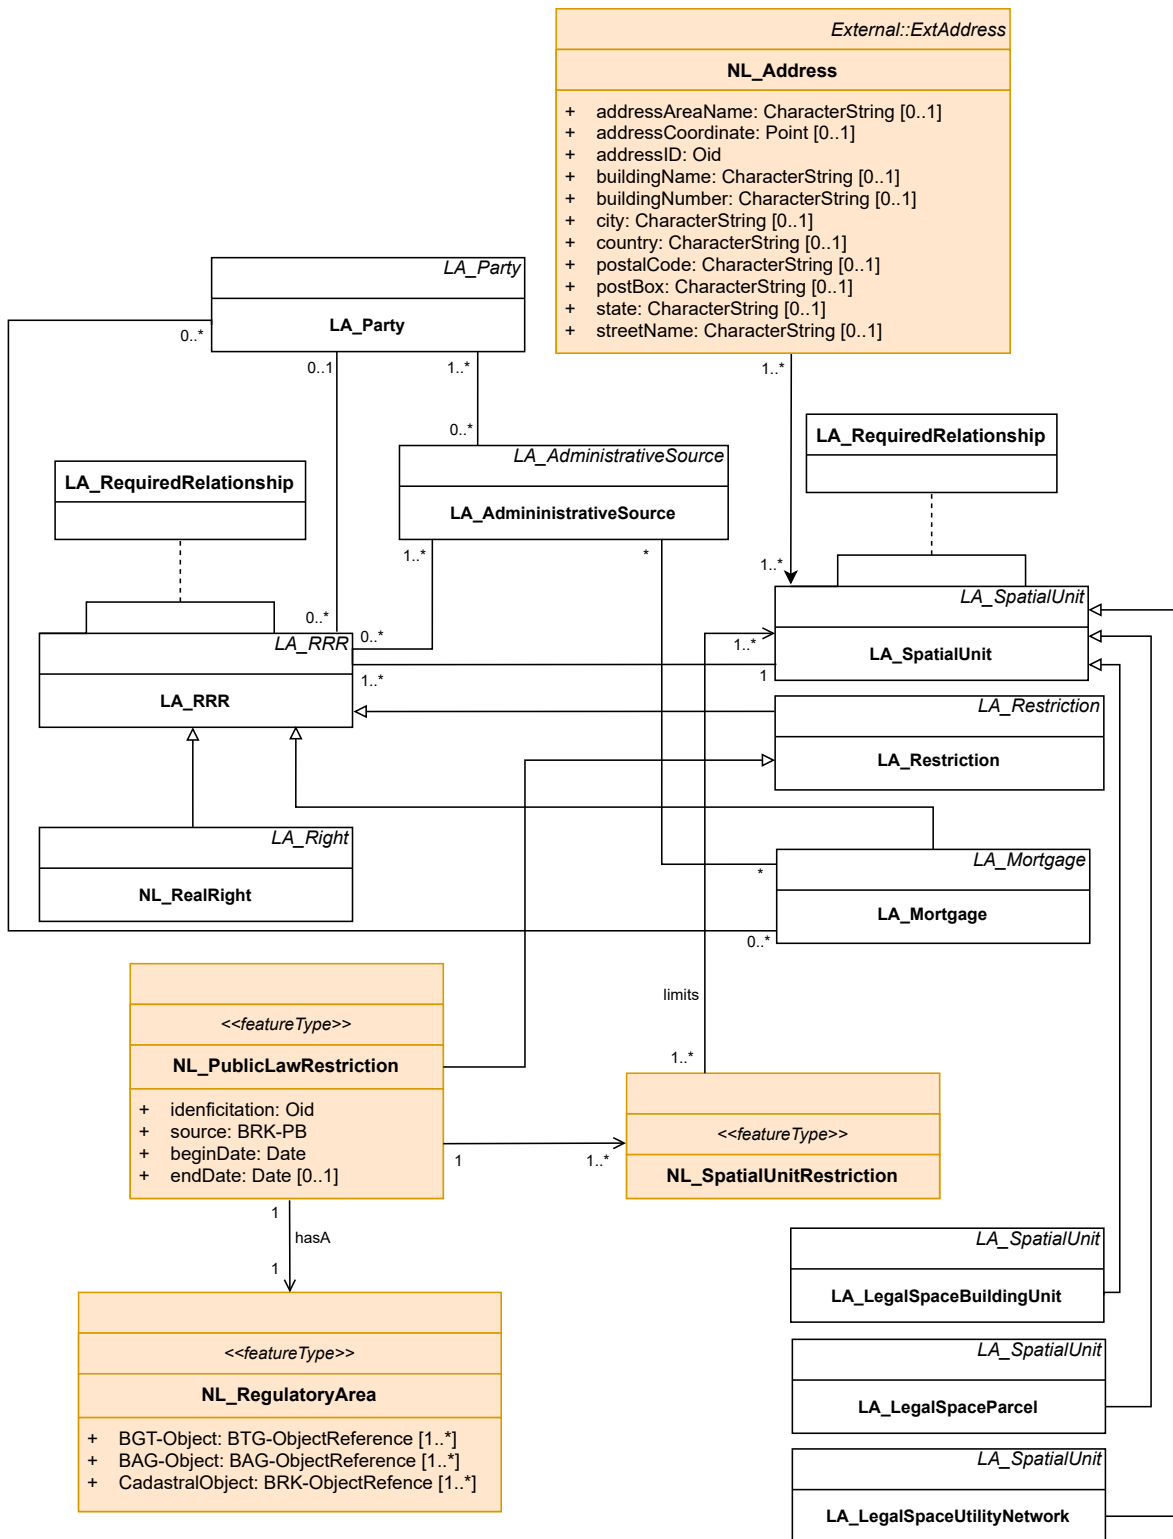 External::ExtAddress
NL_Address
+ addressAreaName: CharacterString [0..1]
+ addressCoordinate: Point [0..1]
+ addressID: Oid
+ buildingName: CharacterString [0..1]
+ buildingNumber: CharacterString [0..1]
+ city: CharacterString [0..1]
+ country: CharacterString [0..1]
+ postalCode: CharacterString [0..1]
+ postBox: CharacterString [0..1]
+ state: CharacterString [0..1]
+ streetName: CharacterString [0..1]
LA_Party
LA_Party
0..*
0..1
1..*
1..*
0..*
LA_RequiredRelationship
LA_AdministrativeSource
LA_AdmininistrativeSource
LA_RequiredRelationship
1..*
*
1..*
0..*
0..*
LA_RRR
LA_RRR
1..*
LA_SpatialUnit
LA_SpatialUnit
1..*
1
LA_Restriction
LA_Restriction
LA_Right
NL_RealRight
LA_Mortgage
LA_Mortgage
*
0..*
limits
1..*
<<featureType>>
NL_PublicLawRestriction
+ idenficitation: Oid
+ source: BRK-PB
+ beginDate: Date
+ endDate: Date [0..1]
1
1..*
<<featureType>>
NL_SpatialUnitRestriction
1
hasA
1
<<featureType>>
NL_RegulatoryArea
+ BGT-Object: BTG-ObjectReference [1..*]
+ BAG-Object: BAG-ObjectReference [1..*]
+ CadastralObject: BRK-ObjectRefence [1..*]
LA_SpatialUnit
LA_LegalSpaceBuildingUnit
LA_SpatialUnit
LA_LegalSpaceParcel
LA_SpatialUnit
LA_LegalSpaceUtilityNetwork